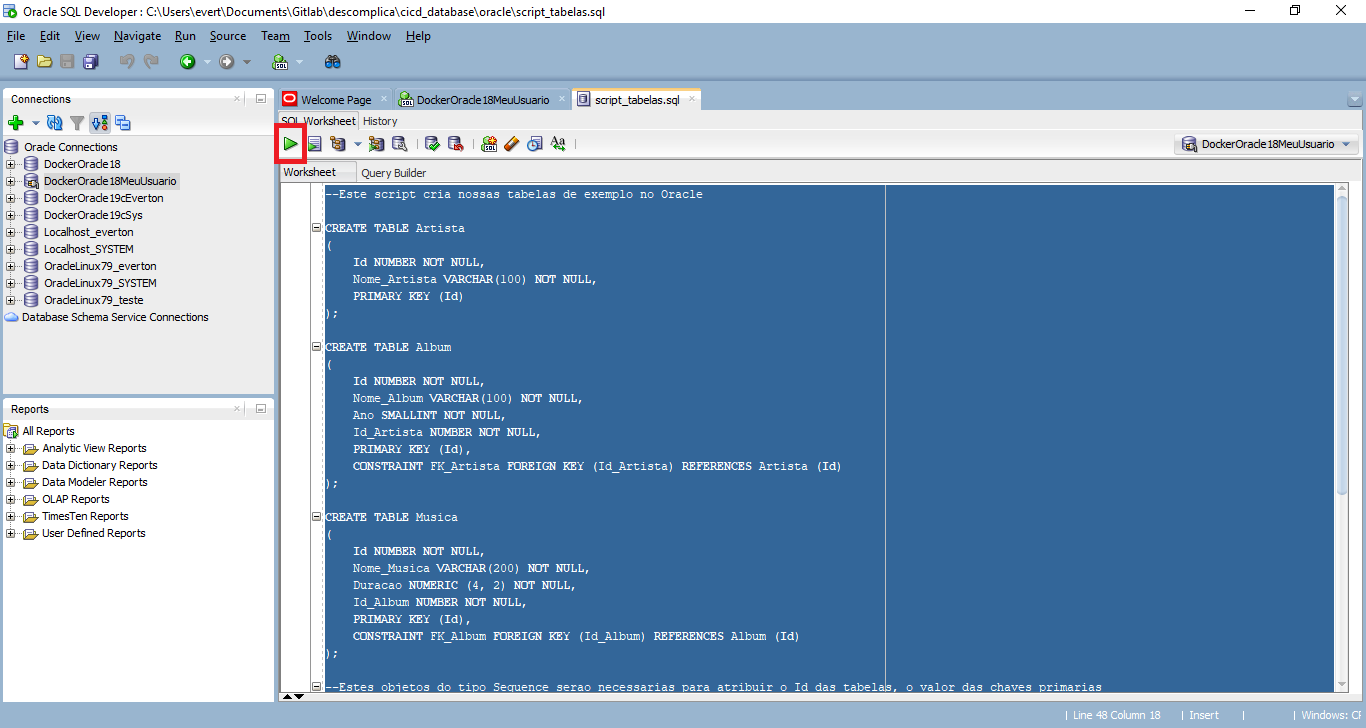 Oracle SQL Developer : C:\Users\evert\Documents\Gitlab\descomplica\cicd_database\oracle\script_tabelas.sql
File Edit View Navigate Run Source Team Tools Window Help
Connections
Oracle Connections
DockerOracle18
DockerOracle18MeuUsuario
DockerOracle19cEverton
DockerOracle19cSys
Localhost_everton
Localhost_SYSTEM
OracleLinux79_everton
OracleLinux79_SYSTEM
OracleLinux79_teste
Database Schema Service Connections
Reports
All Reports
Analytic View Reports
Data Dictionary Reports
Data Modeler Reports
OLAP Reports
TimesTen Reports
User Defined Reports
Welcome Page
DockerOracle18MeuUsuario
script_tabelas.sql
SQL Worksheet History
Aa
DockerOracle18MeuUsuario
Worksheet Query Builder
--Este script cria nossas tabelas de exemplo no Oracle
CREATE TABLE Artista
(
Id NUMBER NOT NULL,
Nome_Artista VARCHAR(100) NOT NULL,
PRIMARY KEY (Id)
);
CREATE TABLE Album
(
Id NUMBER NOT NULL,
Nome_Album VARCHAR(100) NOT NULL,
Ano SMALLINT NOT NULL,
Id_Artista NUMBER NOT NULL,
PRIMARY KEY (Id),
CONSTRAINT FK_Artista FOREIGN KEY (Id_Artista) REFERENCES Artista (Id)
);
CREATE TABLE Musica
(
Id NUMBER NOT NULL,
Nome_Musica VARCHAR(200) NOT NULL,
Duracao NUMERIC (4, 2) NOT NULL,
Id_Album NUMBER NOT NULL,
PRIMARY KEY (Id),
CONSTRAINT FK_Album FOREIGN KEY (Id_Album) REFERENCES Album (Id)
);
--Estes objetos do tipo Sequence serao necessarias para atribuir o Id das tabelas, o valor das chaves primarias
| Line 48 Column 18 | Insert | | Windows: